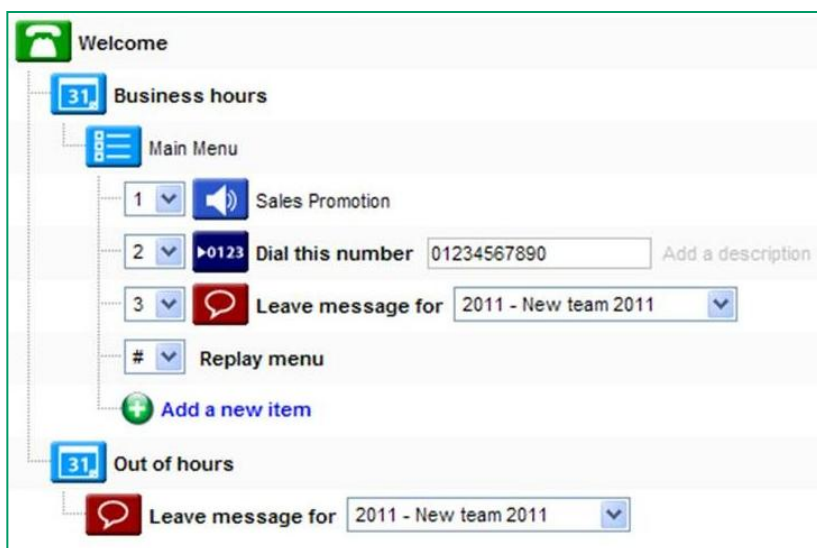 Welcome
31 Business hours
Main Menu
1 Sales Promotion
2 ▸0123 Dial this number 01234567890 Add a description
3 Leave message for 2011 - New team 2011
# Replay menu
Add a new item
31 Out of hours
Leave message for 2011 - New team 2011